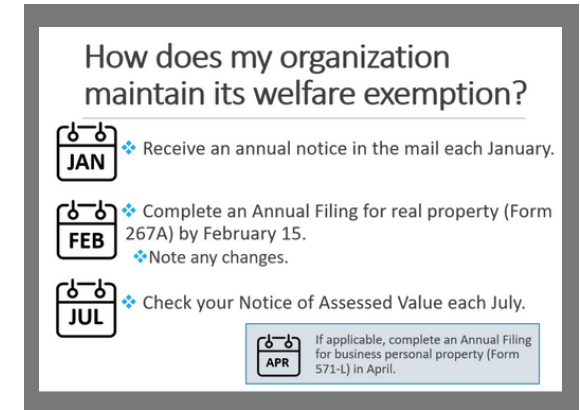 How does my organization
maintain its welfare exemption?
JAN
Receive an annual notice in the mail each January.
FEB
Complete an Annual Filing for real property (Form
267A) by February 15.
Note any changes.
JUL
Check your Notice of Assessed Value each July.
APR
If applicable, complete an Annual Filing
for business personal property (Form
571-L) in April.